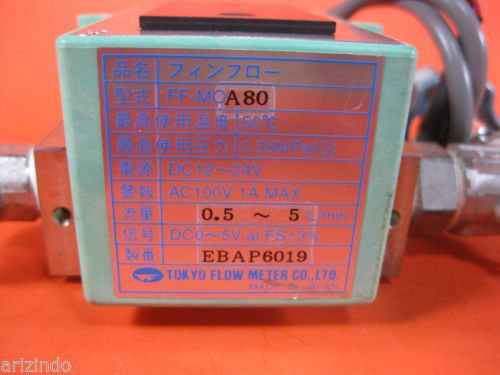 品名 フィンフロー
型式 FF-MCA80
最高使用温度 50℃
最高使用圧力 0.35MPa(G)
電源 DC12～24V
警報 AC100V 1A MAX
流量 0.5 ～ 5 L/min
信号 DC0～5V at FS±3%
製番 EBAP6019
TOKYO FLOW METER CO.,LTD.
MADE IN JAPAN
arizindo